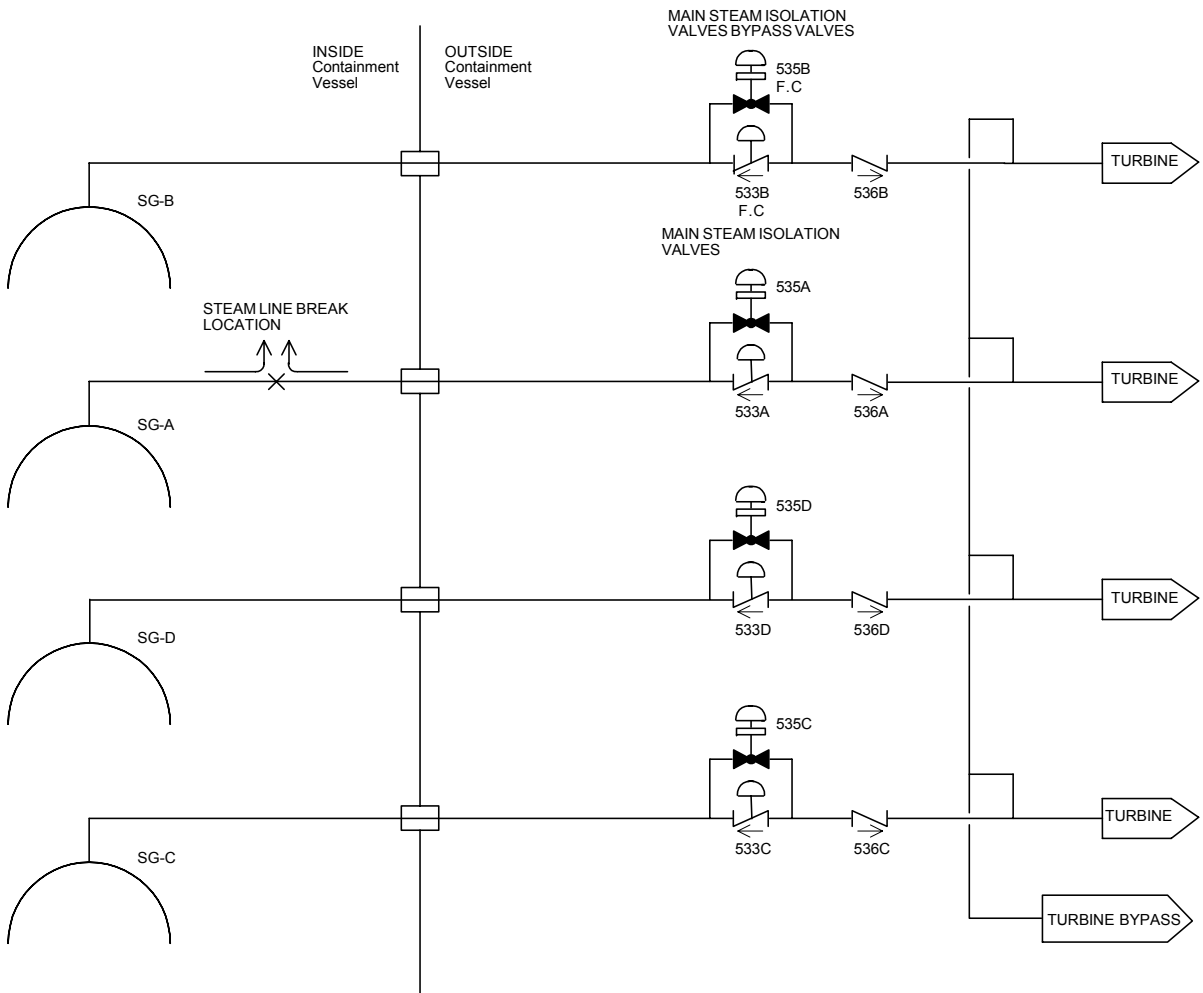 MAIN STEAM ISOLATION
VALVES BYPASS VALVES
INSIDE
Containment
Vessel
OUTSIDE
Containment
Vessel
535B
F.C
TURBINE
SG-B
533B
F.C
536B
MAIN STEAM ISOLATION
VALVES
535A
STEAM LINE BREAK
LOCATION
TURBINE
SG-A
533A
536A
535D
TURBINE
SG-D
533D
536D
535C
TURBINE
SG-C
533C
536C
TURBINE BYPASS